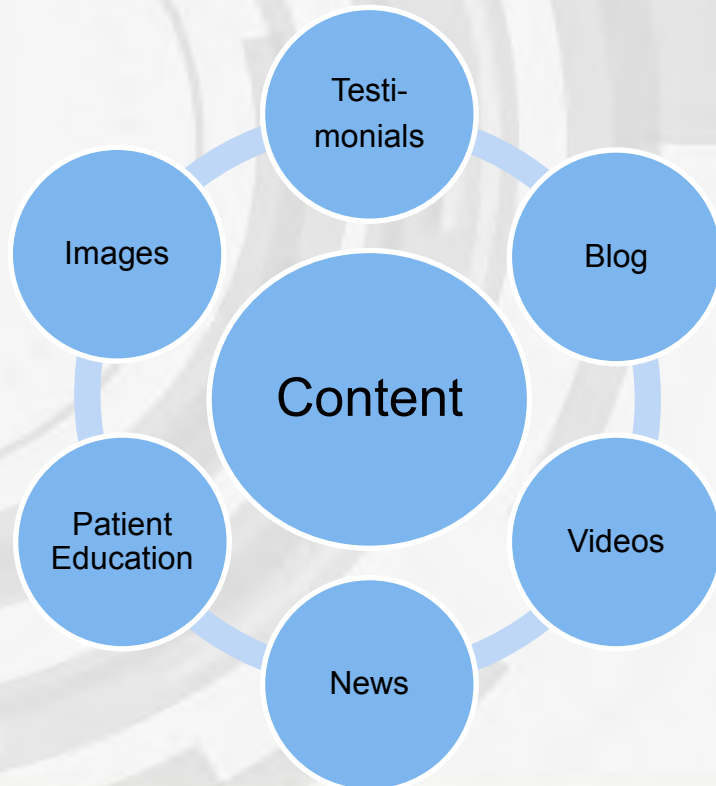 Testi-
monials
Images
Blog
Content
Patient
Education
Videos
News